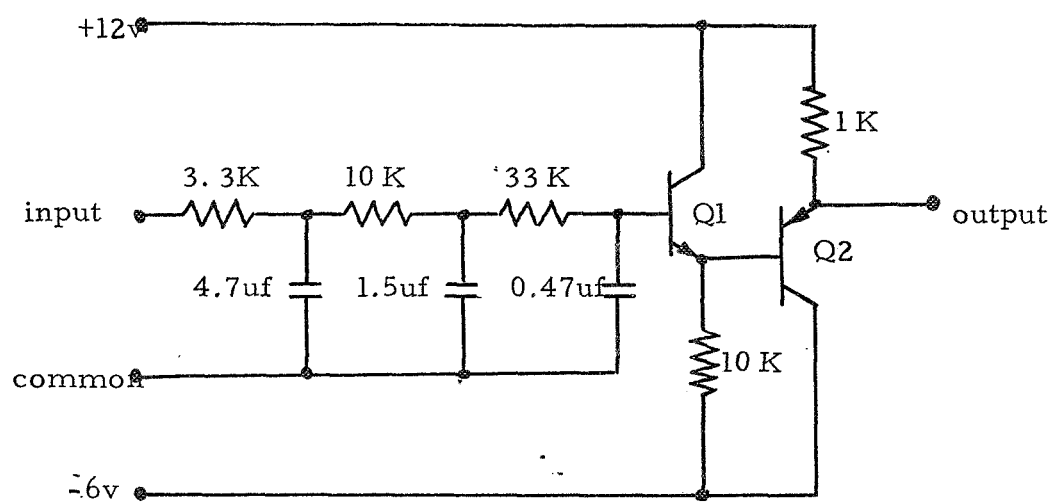 +12v
1 K
3.3K 10 K 33 K
input
Q1
output
Q2
4.7uf 1.5uf 0.47uf
10 K
common
-6v